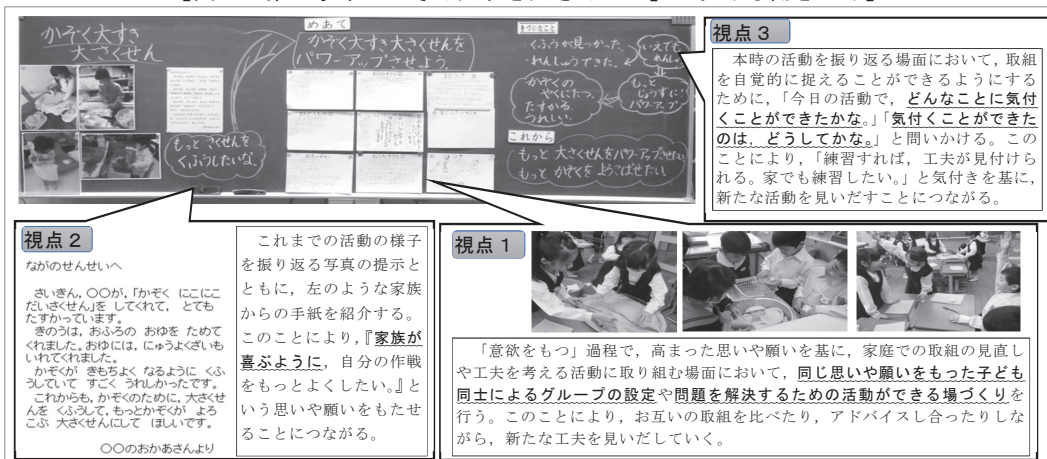 かぞく大すき
大さくせん
めあて
かぞく大すき大さくせんを
パワーアップさせよう。
もっと さくせんを
くふうしたいな。
くふうが見つかった。
れんしゅうできた。
かぞくの
やくにたつ。
たすかる。
うれしい。
いえでも
もっと
じょうずに!
パワーアップ
これから
もっと 大さくせんをパワーアップさせたい
もっと かぞくを よろこばせたい
視点3
本時の活動を振り返る場面において,取組
を自覚的に捉えることができるようにする
ために,「今日の活動で,どんなことに気付
くことができたかな。」「気付くことができた
のは,どうしてかな。」と問いかける。この
ことにより,「練習すれば,工夫が見付けら
れる。家でも練習したい。」と気付きを基に,
新たな活動を見いだすことにつながる。
視点2
ながのせんせいへ
さいきん,〇〇が,「かぞく にこにこ
だいさくせん」を してくれて, とても
たすかっています。
きのうは,おふろの おゆを ためて
くれました。おゆには,にゅうよくざいも
いれてくれました。
かぞくが きもちよく なるように くふ
うしていて すごく うれしかったです。
これからも,かぞくのために,大さくせ
んを くふうして,もっとかぞくが よろ
こぶ 大さくせんにして ほしいです。
〇〇のおかあさんより
これまでの活動の様子
を振り返る写真の提示と
ともに,左のような家族
からの手紙を紹介する。
このことにより,『家族が
喜ぶように,自分の作戦
をもっとよくしたい。』と
いう思いや願いをもたせ
ることにつながる。
視点1
「意欲をもつ」過程で,高まった思いや願いを基に,家庭での取組の見直し
や工夫を考える活動に取り組む場面において,同じ思いや願いをもった子ども
同士によるグループの設定や問題を解決するための活動ができる場づくりを
行う。このことにより,お互いの取組を比べたり,アドバイスし合ったりしな
がら,新たな工夫を見いだしていく。